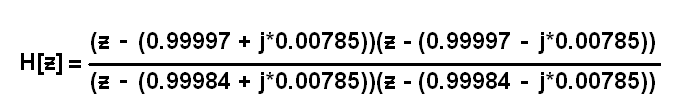 H[z] = (z - (0.99997 + j*0.00785))(z - (0.99997 - j*0.00785))
(z - (0.99984 + j*0.00785))(z - (0.99984 - j*0.00785))